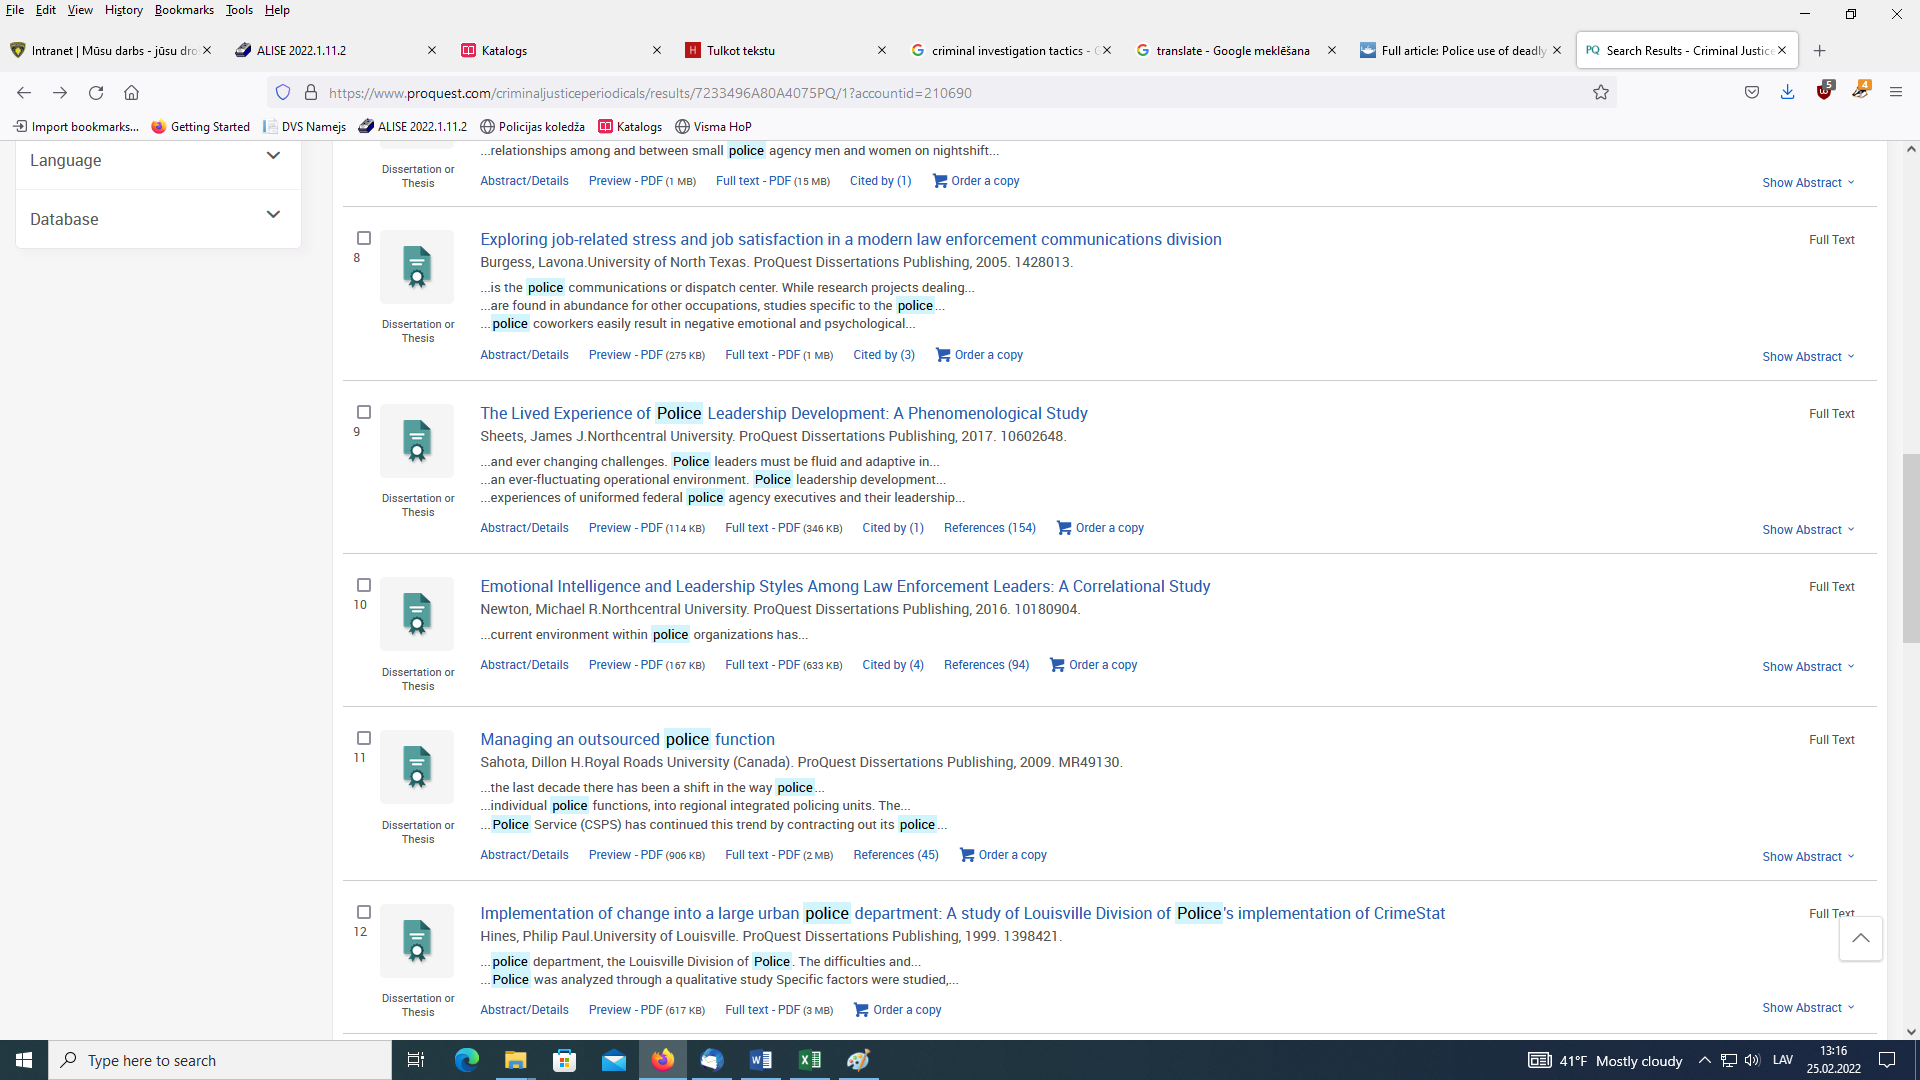 File Edit View History Bookmarks Tools Help
Intranet | Mūsu darbs - jūsu dro
ALISE 2022.1.11.2
Katalogs
Tulkot tekstu
criminal investigation tactics - G
translate - Google meklēšana
Full article: Police use of deadly
Search Results - Criminal Justice
https://www.proquest.com/criminaljusticeperiodicals/results/7233496A80A4075PQ/1?accountid=210690
5
4
Import bookmarks...
Getting Started
DVS Namejs
ALISE 2022.1.11.2
Policijas koledža
Katalogs
Visma HoP
Language
Database
...relationships among and between small police agency men and women on nightshift...
Dissertation or
Thesis
Abstract/Details Preview - PDF (1 MB) Full text - PDF (15 MB) Cited by (1) Order a copy
Show Abstract
8
Exploring job-related stress and job satisfaction in a modern law enforcement communications division
Full Text
Burgess, Lavona.University of North Texas. ProQuest Dissertations Publishing, 2005. 1428013.
...is the police communications or dispatch center. While research projects dealing...
...are found in abundance for other occupations, studies specific to the police...
...police coworkers easily result in negative emotional and psychological...
Dissertation or
Thesis
Abstract/Details Preview - PDF (275 KB) Full text - PDF (1 MB) Cited by (3) Order a copy
Show Abstract
9
The Lived Experience of Police Leadership Development: A Phenomenological Study
Full Text
Sheets, James J.Northcentral University. ProQuest Dissertations Publishing, 2017. 10602648.
...and ever changing challenges. Police leaders must be fluid and adaptive in...
...an ever-fluctuating operational environment. Police leadership development...
...experiences of uniformed federal police agency executives and their leadership...
Dissertation or
Thesis
Abstract/Details Preview - PDF (114 KB) Full text - PDF (346 KB) Cited by (1) References (154) Order a copy
Show Abstract
10
Emotional Intelligence and Leadership Styles Among Law Enforcement Leaders: A Correlational Study
Full Text
Newton, Michael R.Northcentral University. ProQuest Dissertations Publishing, 2016. 10180904.
...current environment within police organizations has...
Abstract/Details Preview - PDF (167 KB) Full text - PDF (633 KB) Cited by (4) References (94) Order a copy
Show Abstract
Dissertation or
Thesis
11
Managing an outsourced police function
Full Text
Sahota, Dillon H.Royal Roads University (Canada). ProQuest Dissertations Publishing, 2009. MR49130.
...the last decade there has been a shift in the way police...
...individual police functions, into regional integrated policing units. The...
...Police Service (CSPS) has continued this trend by contracting out its police...
Dissertation or
Thesis
Abstract/Details Preview - PDF (906 KB) Full text - PDF (2 MB) References (45) Order a copy
Show Abstract
12
Implementation of change into a large urban police department: A study of Louisville Division of Police's implementation of CrimeStat
Full Text
Hines, Philip Paul.University of Louisville. ProQuest Dissertations Publishing, 1999. 1398421.
...police department, the Louisville Division of Police. The difficulties and...
...Police was analyzed through a qualitative study Specific factors were studied,...
Dissertation or
Thesis
Abstract/Details Preview - PDF (617 KB) Full text - PDF (3 MB) Order a copy
Show Abstract
Type here to search
41°F Mostly cloudy
LAV
13:16
25.02.2022